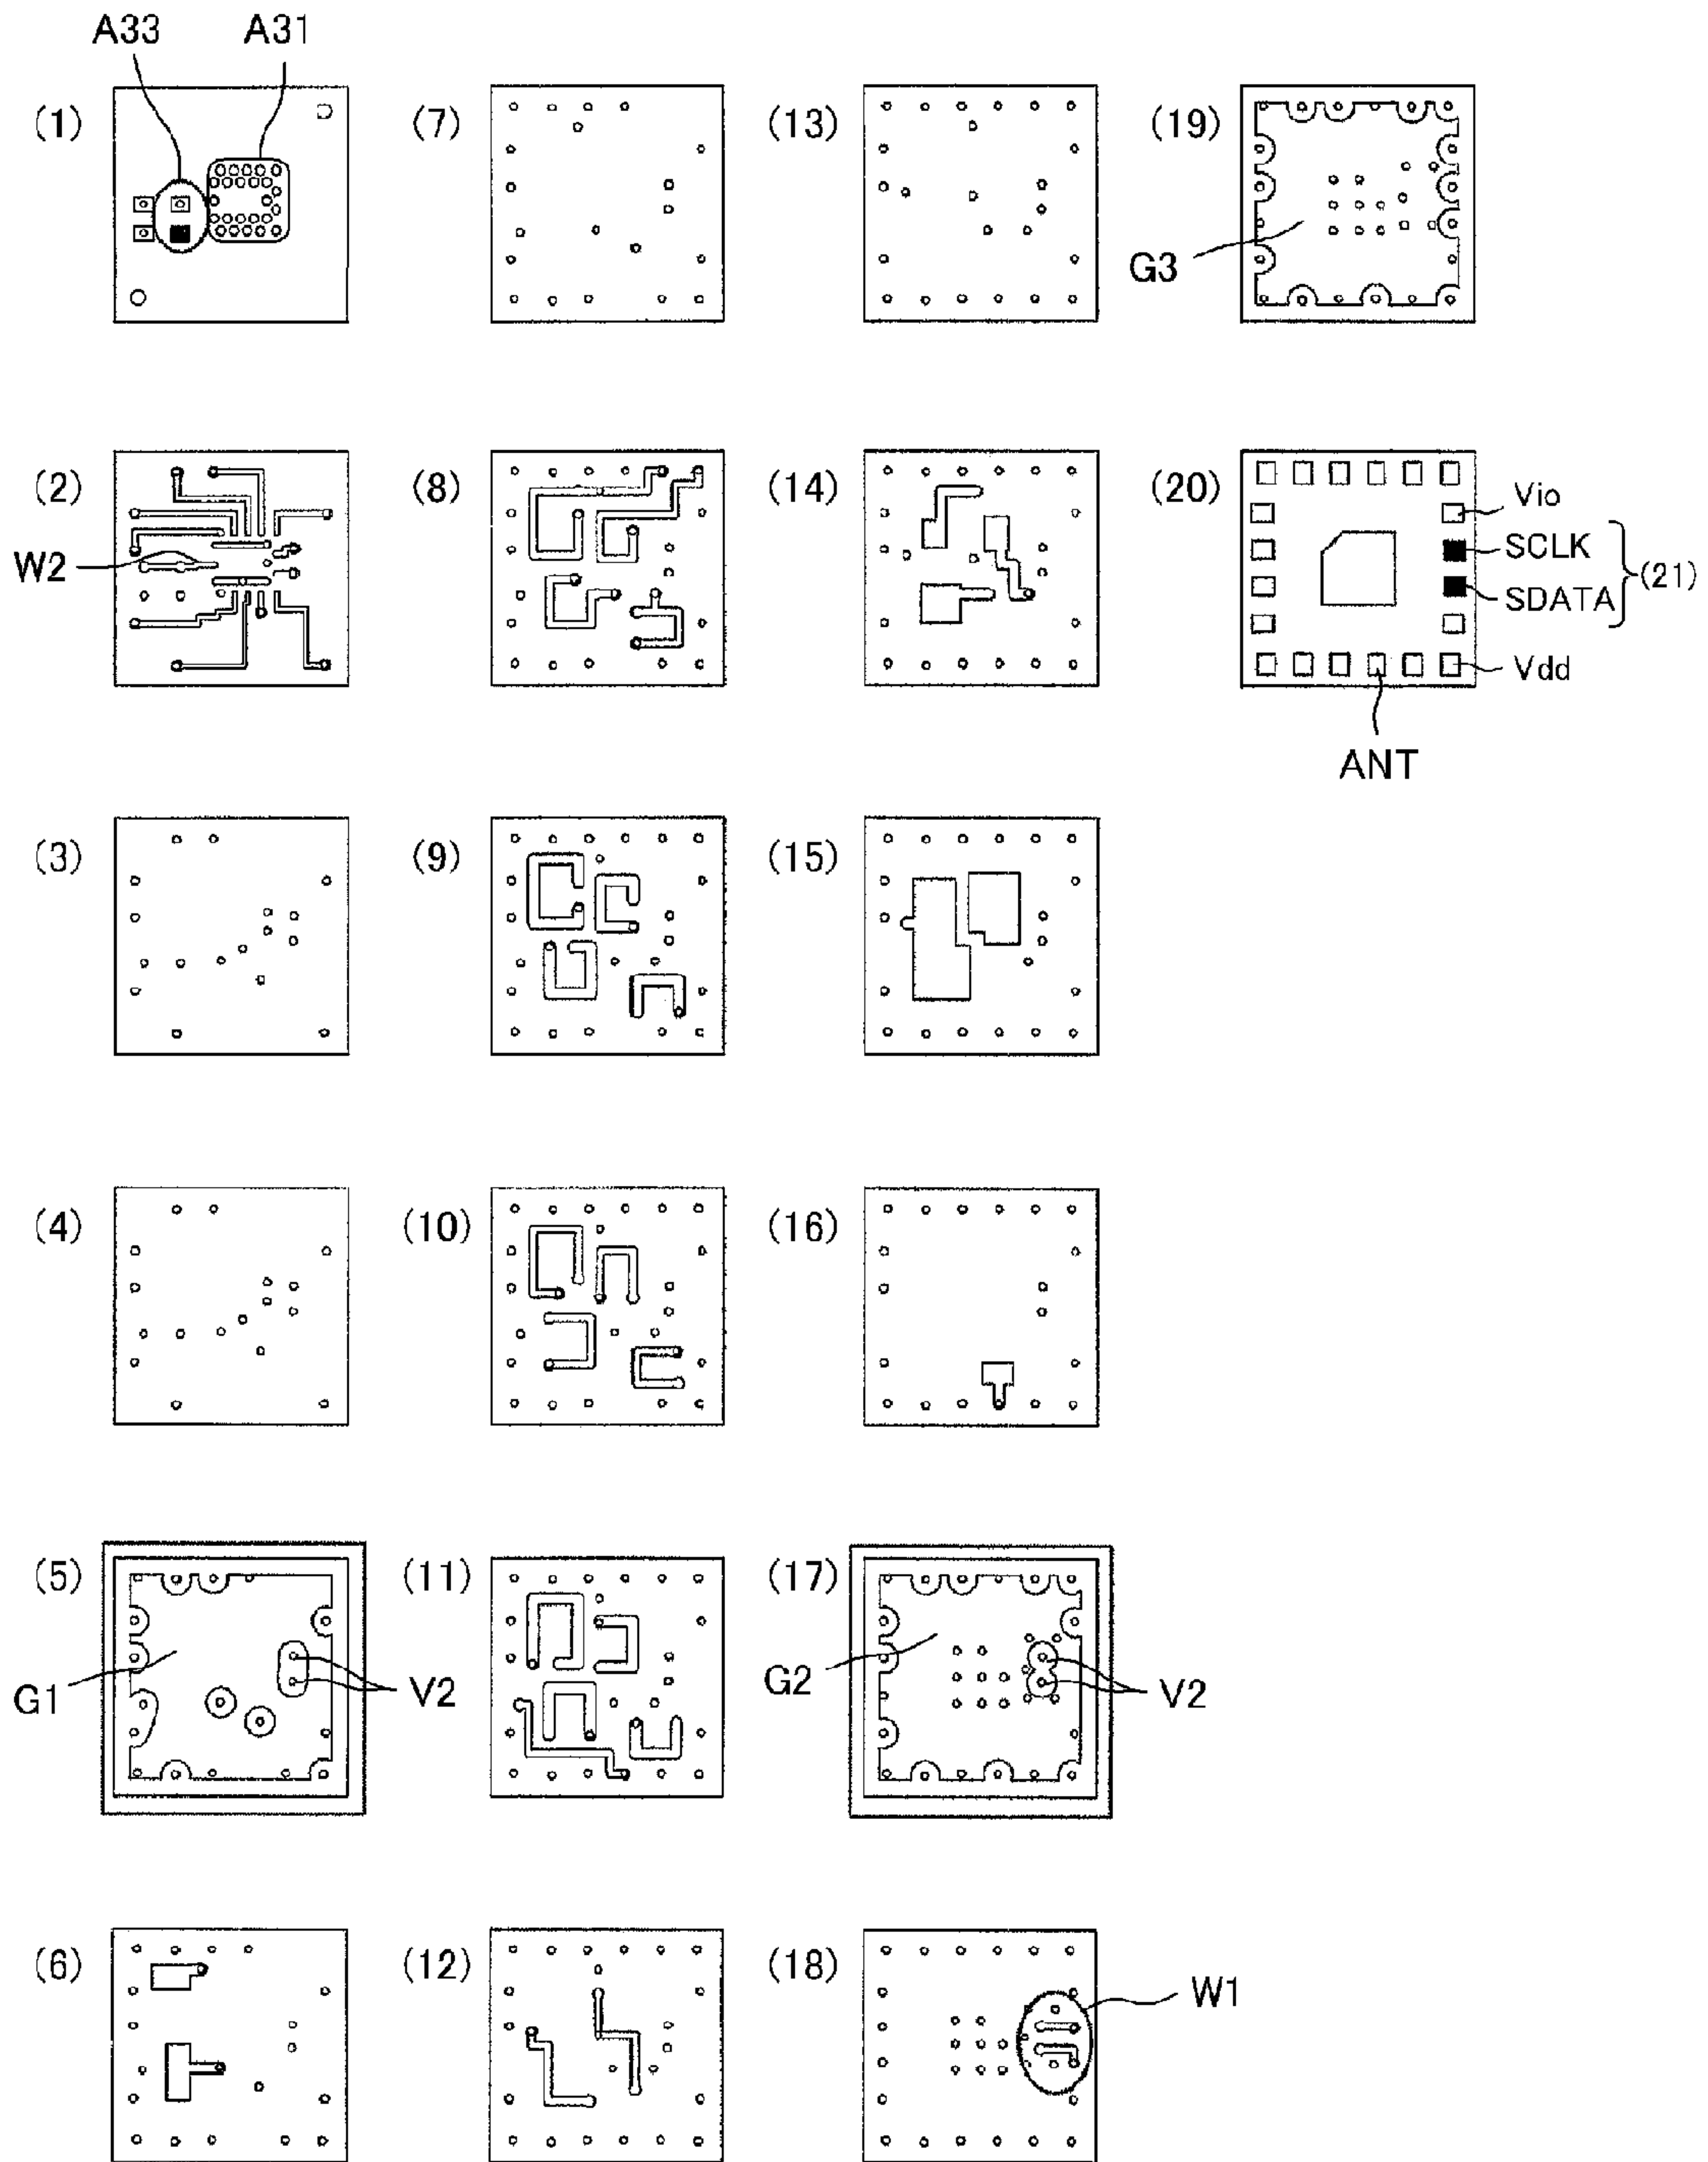 A33 A31
(1) (7) (13) (19)
G3
(2) (8) (14) (20)
Vio
SCLK
SDATA
(21)
Vdd
W2
ANT
(3) (9) (15)
(4) (10) (16)
(5) (11) (17)
G1 V2 G2 V2
(6) (12) (18)
W1